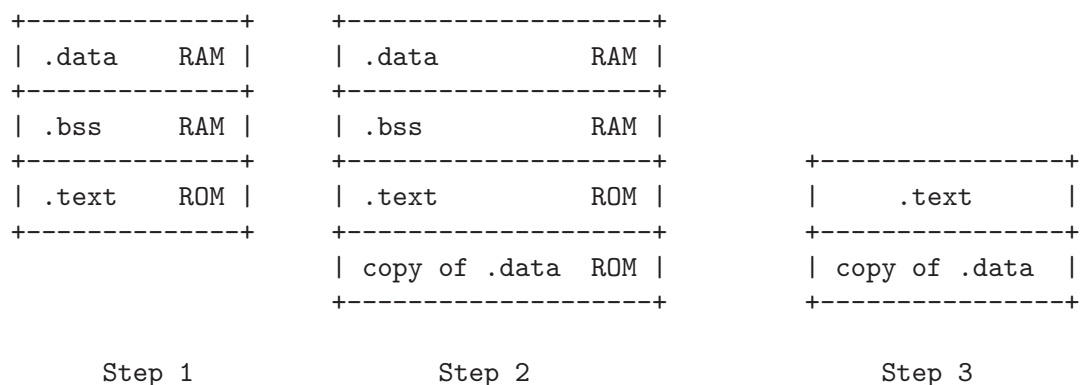 +--------------+     +--------------------+
| .data    RAM |     | .data          RAM |
+--------------+     +--------------------+
| .bss     RAM |     | .bss           RAM |
+--------------+     +--------------------+         +----------------+
| .text    ROM |     | .text          ROM |         |     .text      |
+--------------+     +--------------------+         +----------------+
                     | copy of .data  ROM |         | copy of .data  |
                     +--------------------+         +----------------+
      Step 1                Step 2                       Step 3